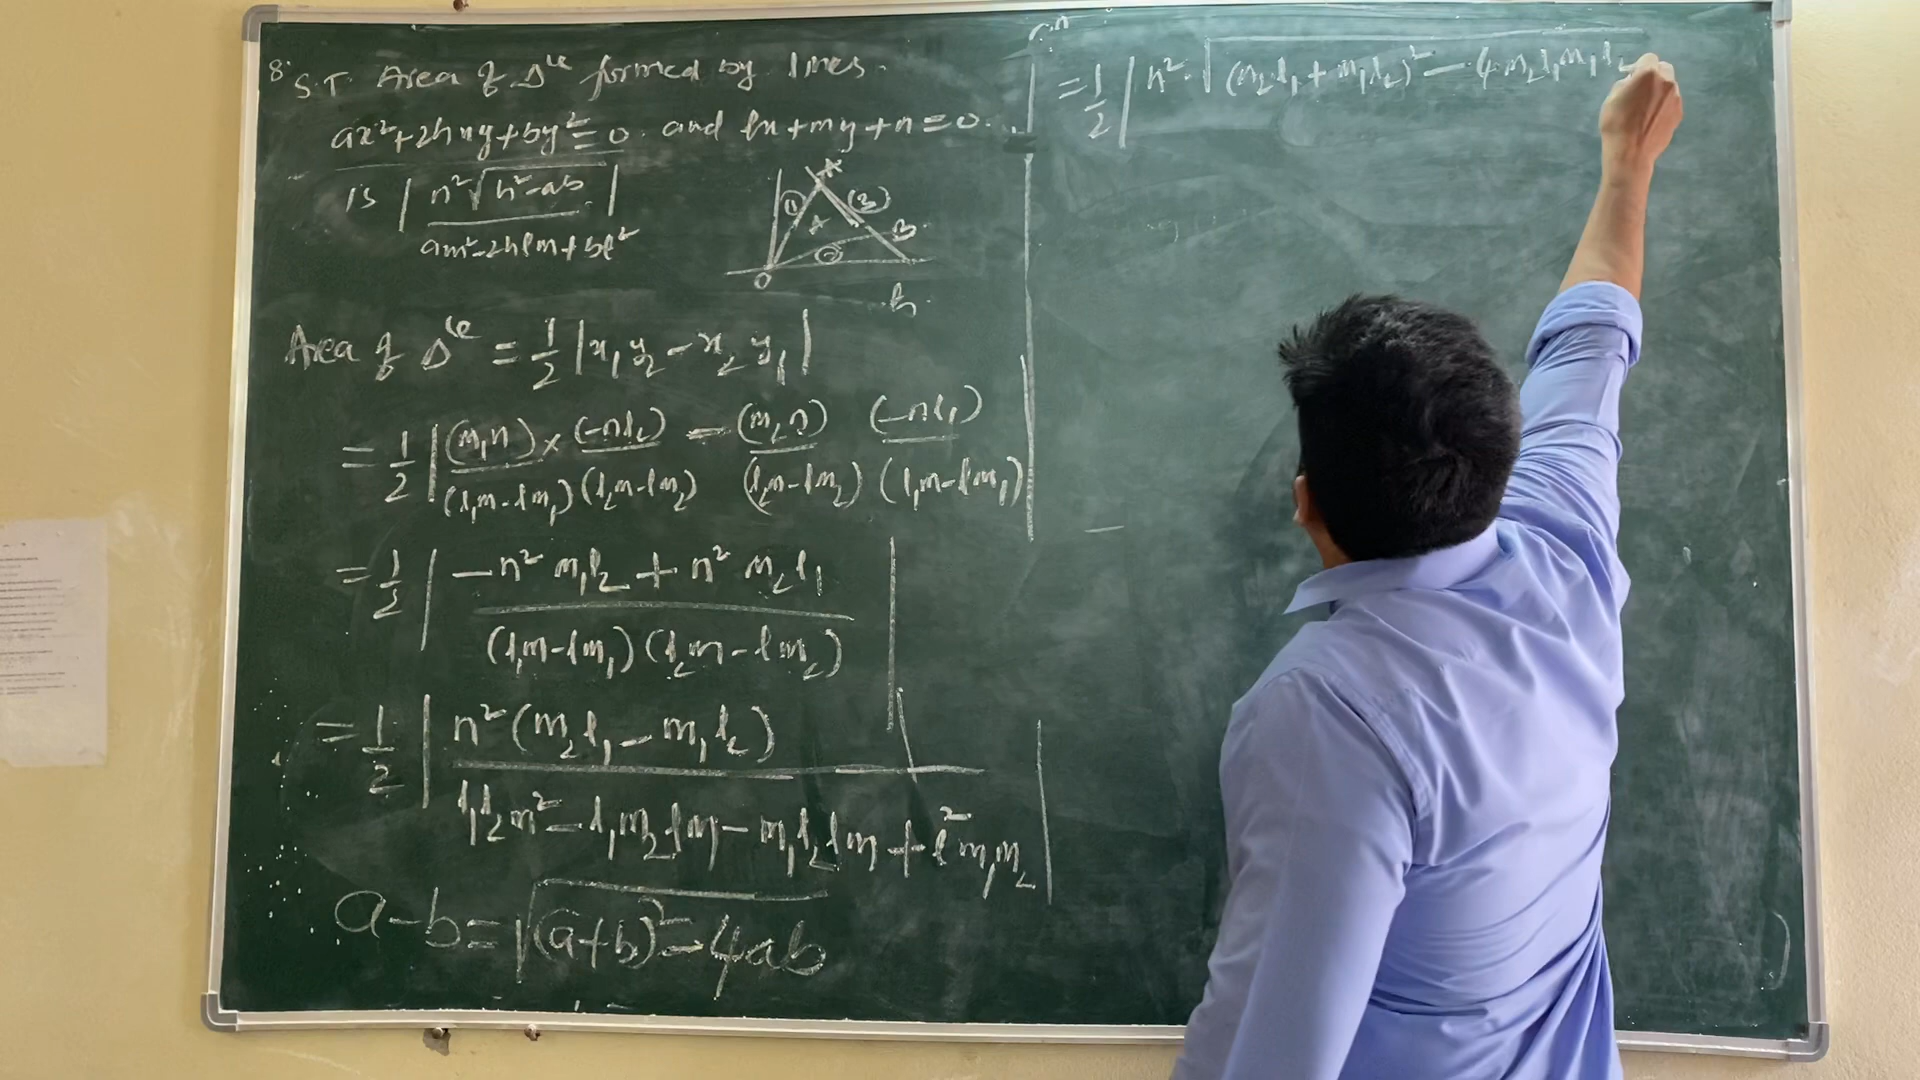 8. S.T. Area of Δle formed by lines
ax²+2hxy+by²=0 and lx+my+n=0.
is | n²√h²-ab |
am²-2hlm+bl²
A
(1) (3)
A B
(2)
O
B
Area of Δle = 1/2 |x₁y₂ - x₂y₁|
= 1/2 | (m₁n) × (-nl₂) - (m₂n) (-nl₁) |
(l₁m-lm₁) (l₂m-lm₂) (l₂m-lm₂) (l₁m-lm₁)
= 1/2 | -n² m₁l₂ + n² m₂l₁ |
(l₁m-lm₁) (l₂m-lm₂)
= 1/2 | n² (m₂l₁ - m₁l₂) |
l₁l₂m² - l₁m₂lm - m₁l₂lm + l²m₁m₂
a-b = √(a+b)²-4ab
= 1/2 | n² √(m₂l₁+m₁l₂)² - 4m₂l₁m₁l₂